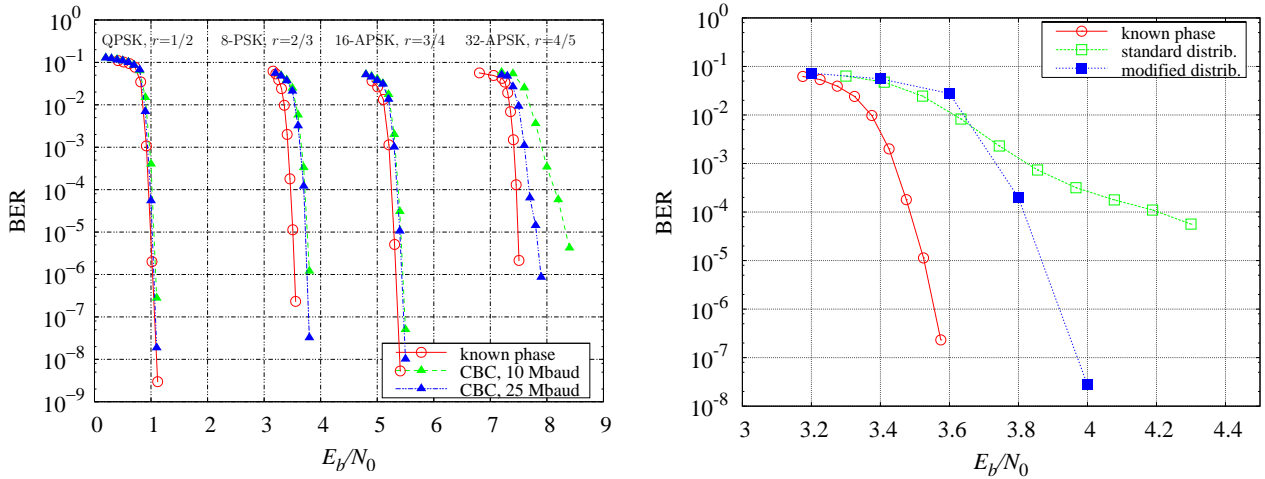 QPSK, r=1/2
8-PSK, r=2/3
16-APSK, r=3/4
32-APSK, r=4/5
10^0
10^−1
10^−2
10^−3
10^−4
10^−5
10^−6
10^−7
10^−8
10^−9
BER
known phase
CBC, 10 Mbaud
CBC, 25 Mbaud
0 1 2 3 4 5 6 7 8 9
E_b/N_0
10^0
10^−1
10^−2
10^−3
10^−4
10^−5
10^−6
10^−7
10^−8
BER
known phase
standard distrib.
modified distrib.
3 3.2 3.4 3.6 3.8 4 4.2 4.4
E_b/N_0